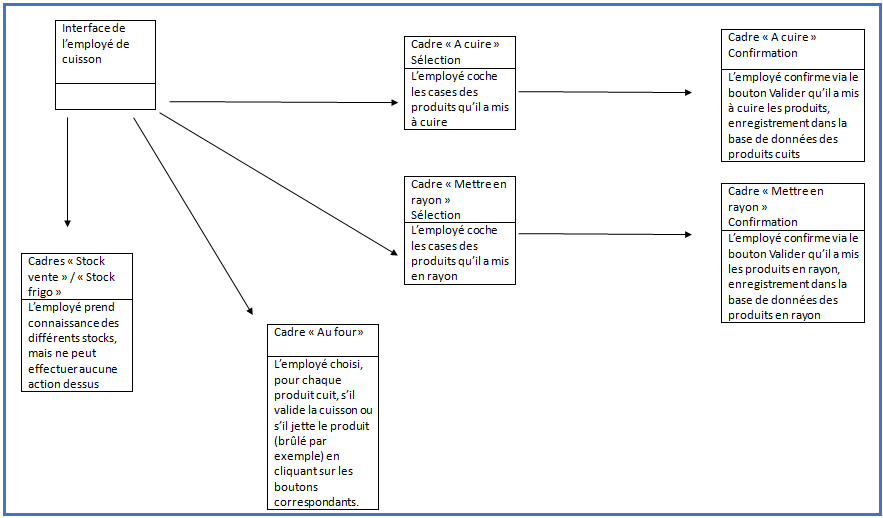 Interface de
l'employé de
cuisson
Cadre « A cuire »
Sélection
L'employé coche
les cases des
produits qu'il a mis
à cuire
Cadre « A cuire »
Confirmation
L'employé confirme via le
bouton Valider qu'il a mis
à cuire les produits,
enregistrement dans la
base de données des
produits cuits
Cadre « Mettre en
rayon »
Sélection
L'employé coche
les cases des
produits qu'il a mis
en rayon
Cadre « Mettre en
rayon »
Confirmation
L'employé confirme via le
bouton Valider qu'il a mis
les produits en rayon,
enregistrement dans la
base de données des
produits en rayon
Cadres « Stock
vente » / « Stock
frigo »
L'employé prend
connaissance des
différents stocks,
mais ne peut
effectuer aucune
action dessus
Cadre « Au four»
L'employé choisi,
pour chaque
produit cuit, s'il
valide la cuisson ou
s'il jette le produit
(brûlé par
exemple) en
cliquant sur les
boutons
correspondants.